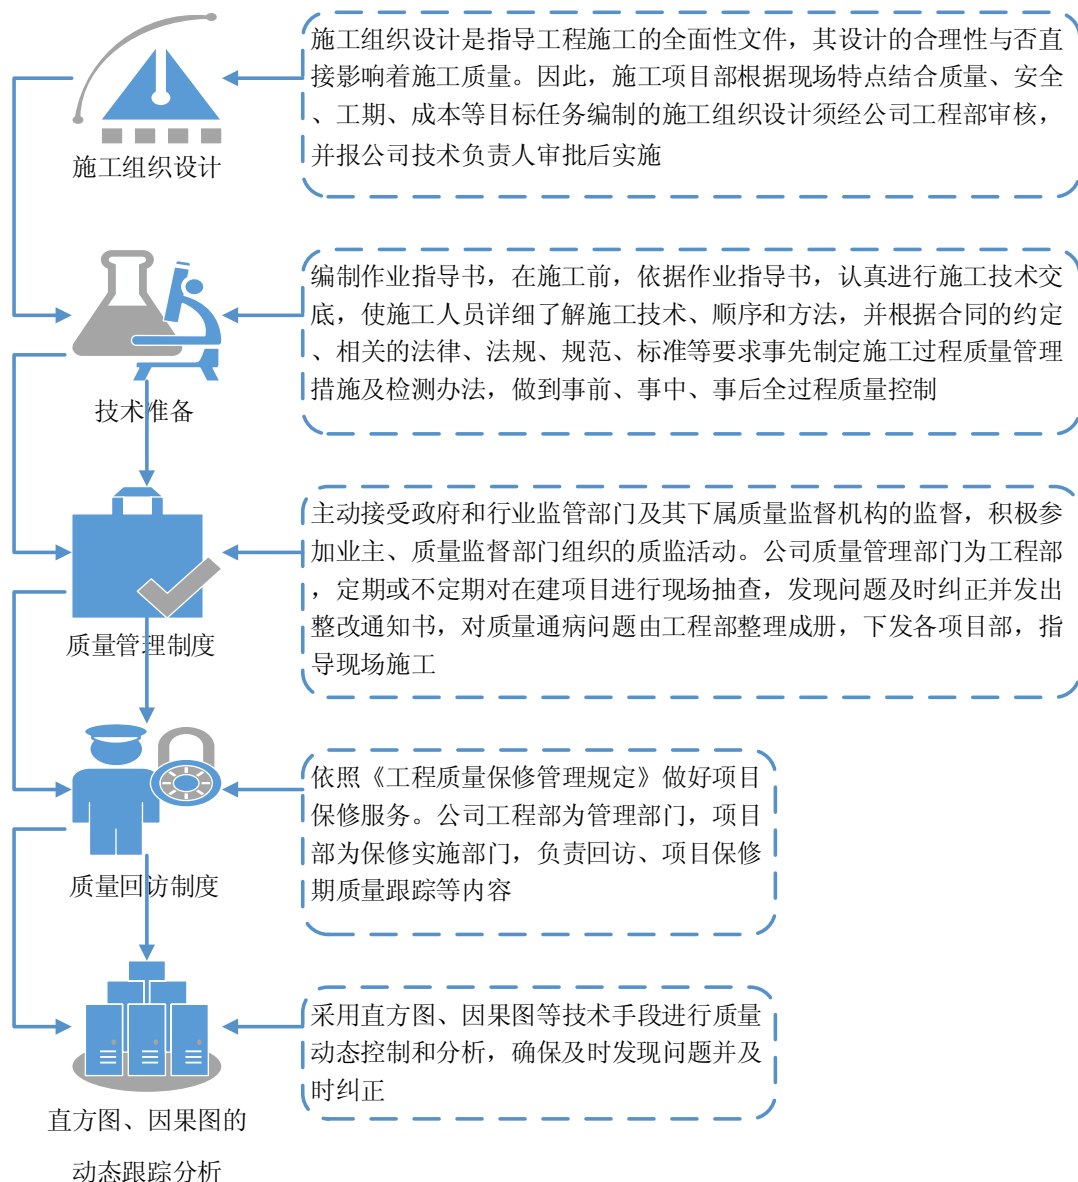 施工组织设计是指导工程施工的全面性文件，其设计的合理性与否直
接影响着施工质量。因此，施工项目部根据现场特点结合质量、安全
、工期、成本等目标任务编制的施工组织设计须经公司工程部审核，
并报公司技术负责人审批后实施
施工组织设计
编制作业指导书，在施工前，依据作业指导书，认真进行施工技术交
底，使施工人员详细了解施工技术、顺序和方法，并根据合同的约定
、相关的法律、法规、规范、标准等要求事先制定施工过程质量管理
措施及检测办法，做到事前、事中、事后全过程质量控制
技术准备
主动接受政府和行业监管部门及其下属质量监督机构的监督，积极参
加业主、质量监督部门组织的质监活动。公司质量管理部门为工程部
，定期或不定期对在建项目进行现场抽查，发现问题及时纠正并发出
整改通知书，对质量通病问题由工程部整理成册，下发各项目部，指
导现场施工
质量管理制度
依照《工程质量保修管理规定》做好项目
保修服务。公司工程部为管理部门，项目
部为保修实施部门，负责回访、项目保修
期质量跟踪等内容
质量回访制度
采用直方图、因果图等技术手段进行质量
动态控制和分析，确保及时发现问题并及
时纠正
直方图、因果图的
动态跟踪分析